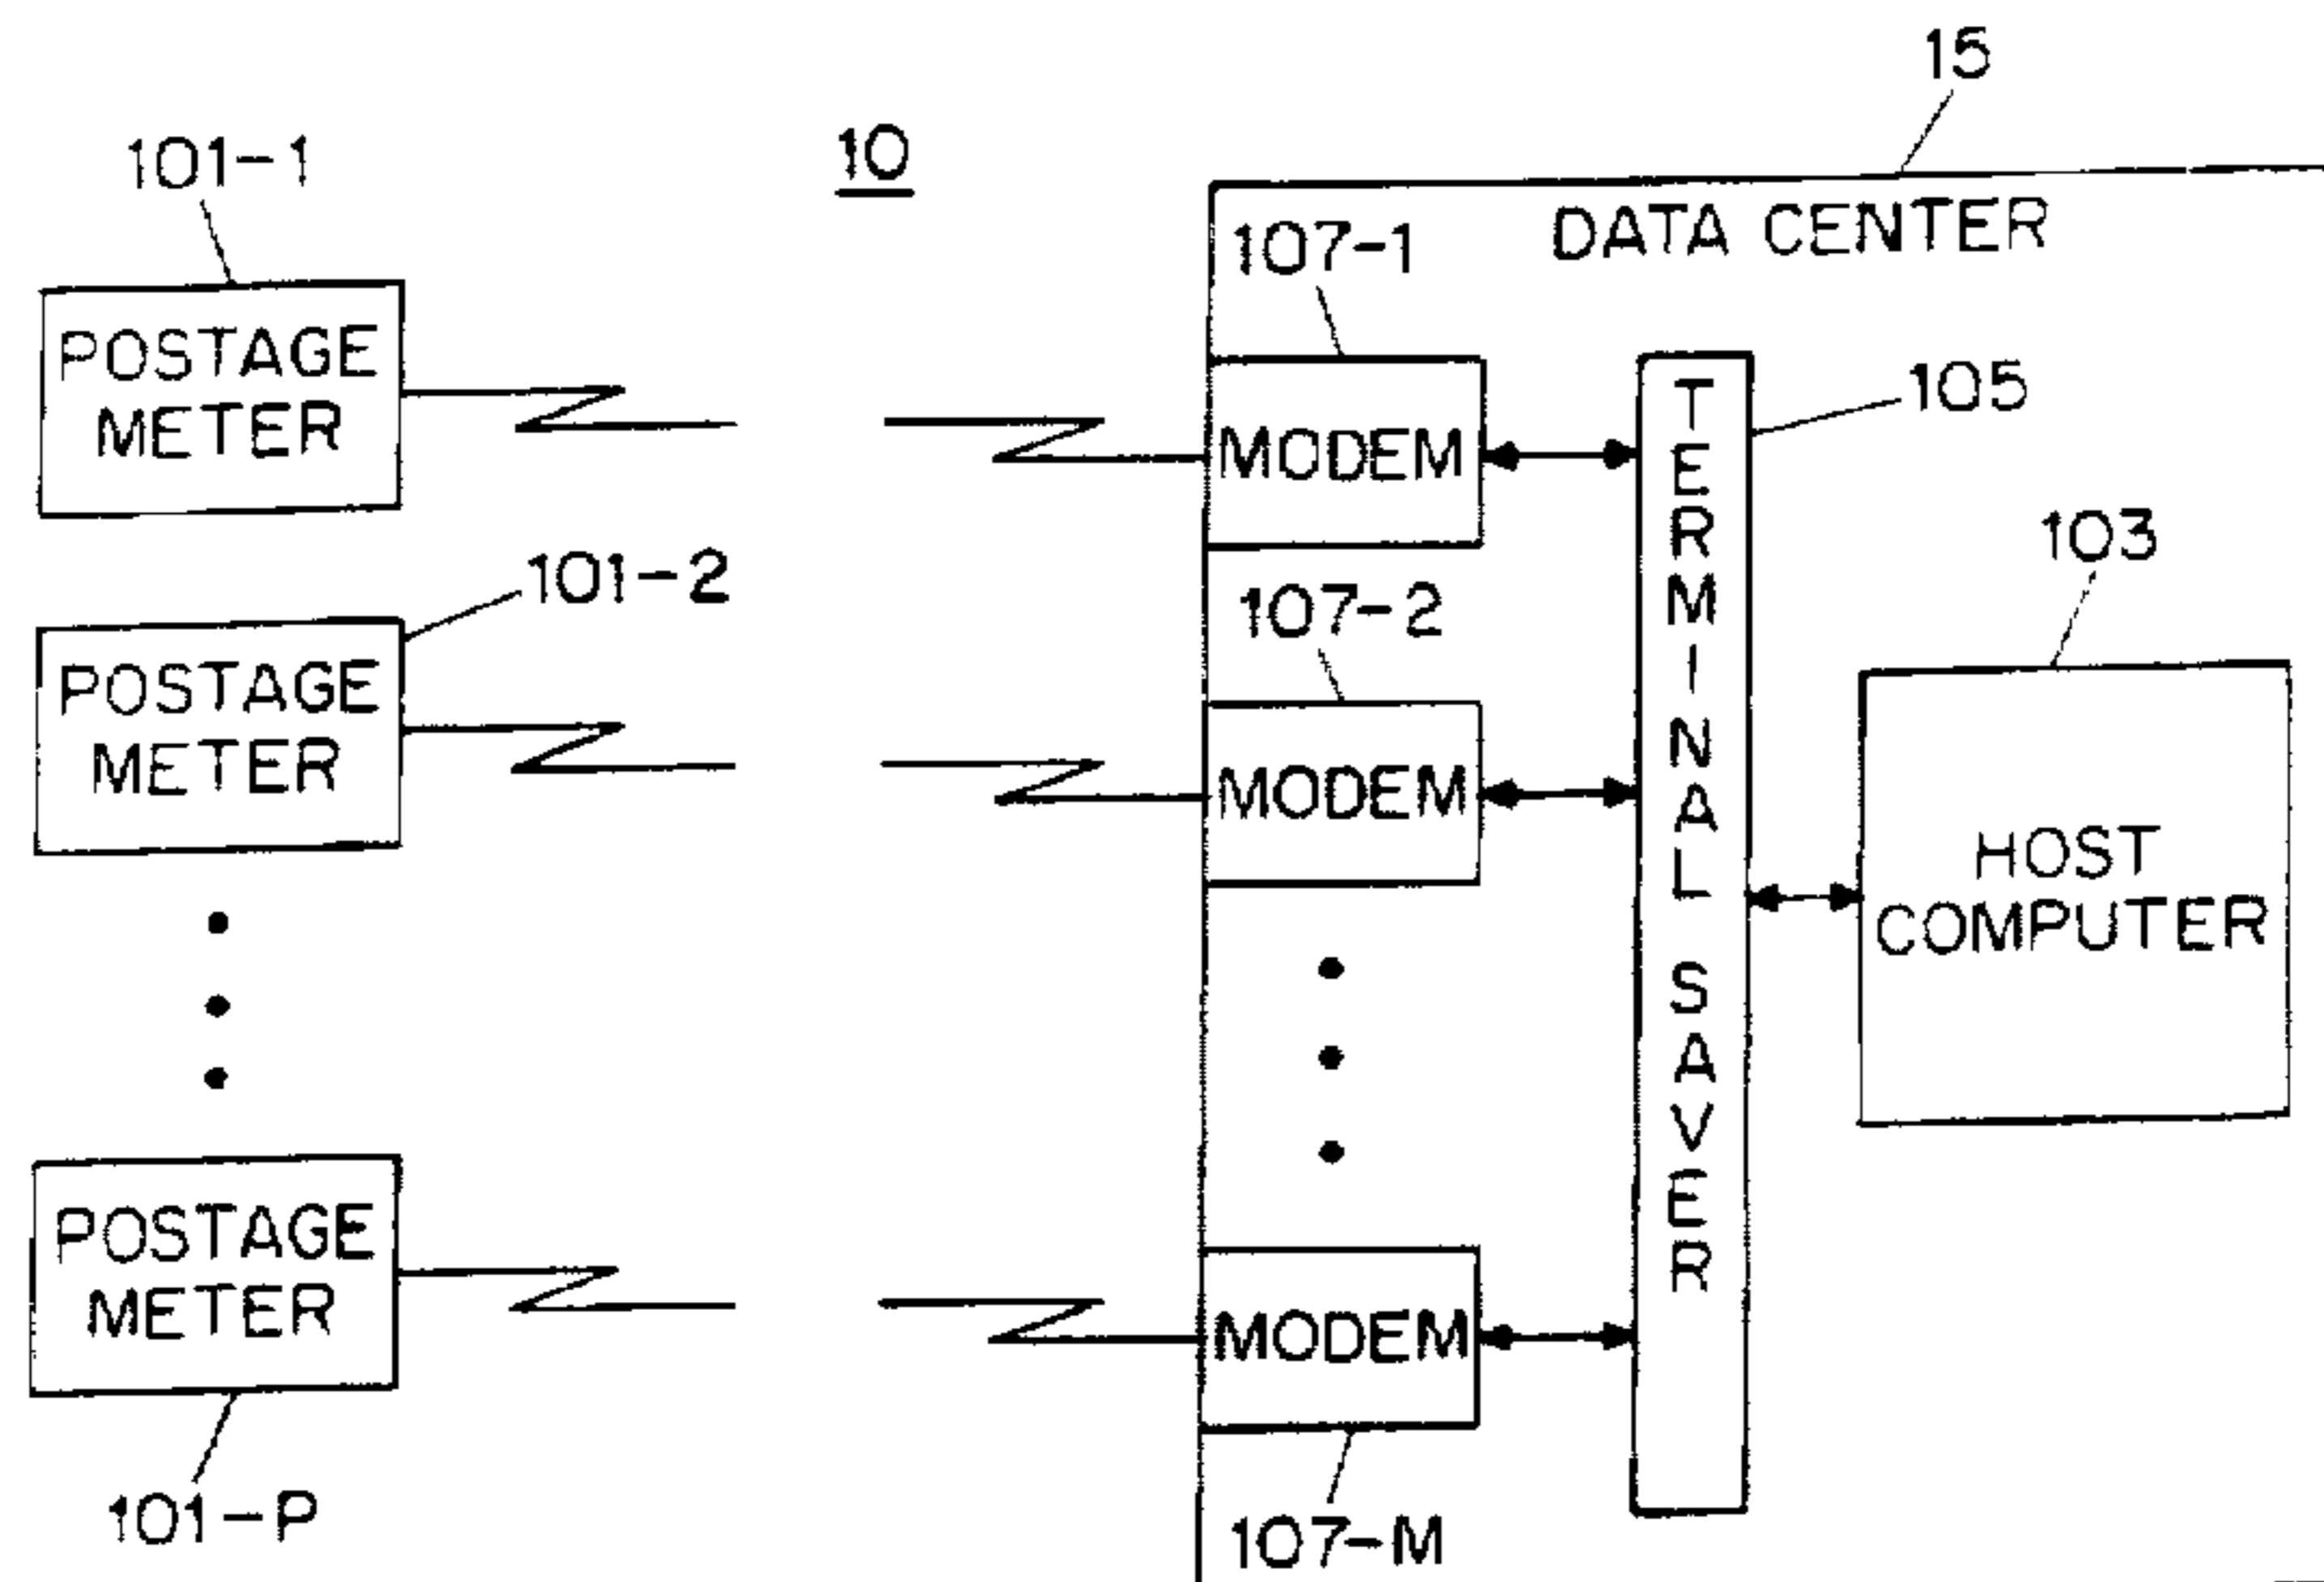 15
101-1
10
DATA CENTER
107-1
POSTAGE
METER
MODEM
105
TERMINAL SAVER
101-2
107-2
103
POSTAGE
METER
MODEM
HOST
COMPUTER
POSTAGE
METER
MODEM
101-P
107-M